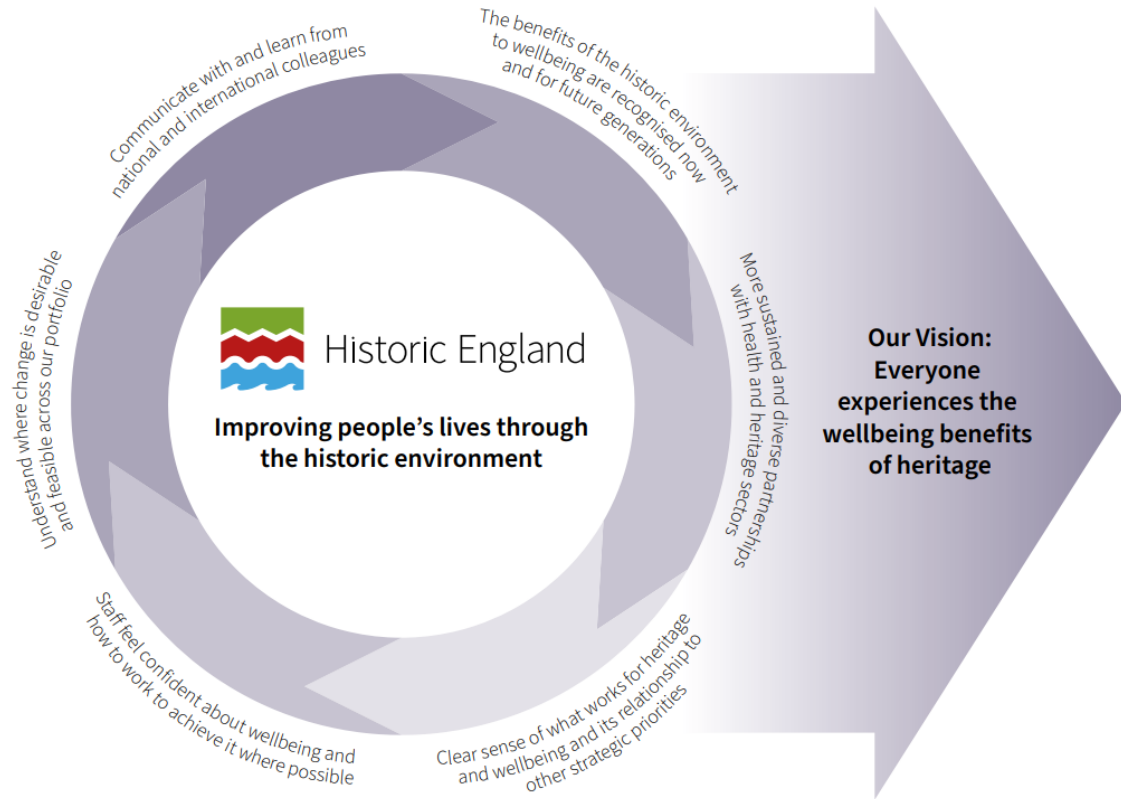 Communicate with and learn from
national and international colleagues
The benefits of the historic environment
to wellbeing are recognised now
and for future generations
More sustained and diverse partnerships
with health and heritage sectors
Clear sense of what works for heritage
and wellbeing and its relationship to
other strategic priorities
Staff feel confident about wellbeing and
how to work to achieve it where possible
Understand where change is desirable
and feasible across our portfolio
Historic England
Improving people’s lives through
the historic environment
Our Vision:
Everyone
experiences the
wellbeing benefits
of heritage